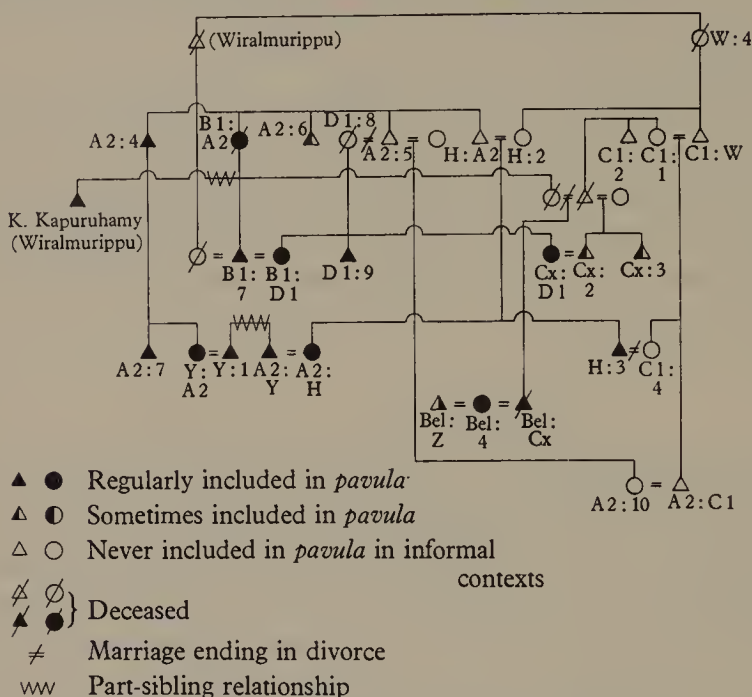 (Wiralmurippu) W:4
B1: D1:8
A2:4 A2 A2:6 A2:5 H:A2 H:2 C1: C1: C1:W
2 1
K. Kapuruhamy
(Wiralmurippu)
B1: B1: D1:9 Cx: Cx: Cx:3
7 D1 D1 2
A2:7 Y: Y:1 A2: A2: H:3 C1:
A2 Y H 4
Bel: Bel: Bel:
Z 4 Cx
A2:10 A2:C1
Regularly included in pavula
Sometimes included in pavula
Never included in pavula in informal
contexts
Deceased
Marriage ending in divorce
Part-sibling relationship